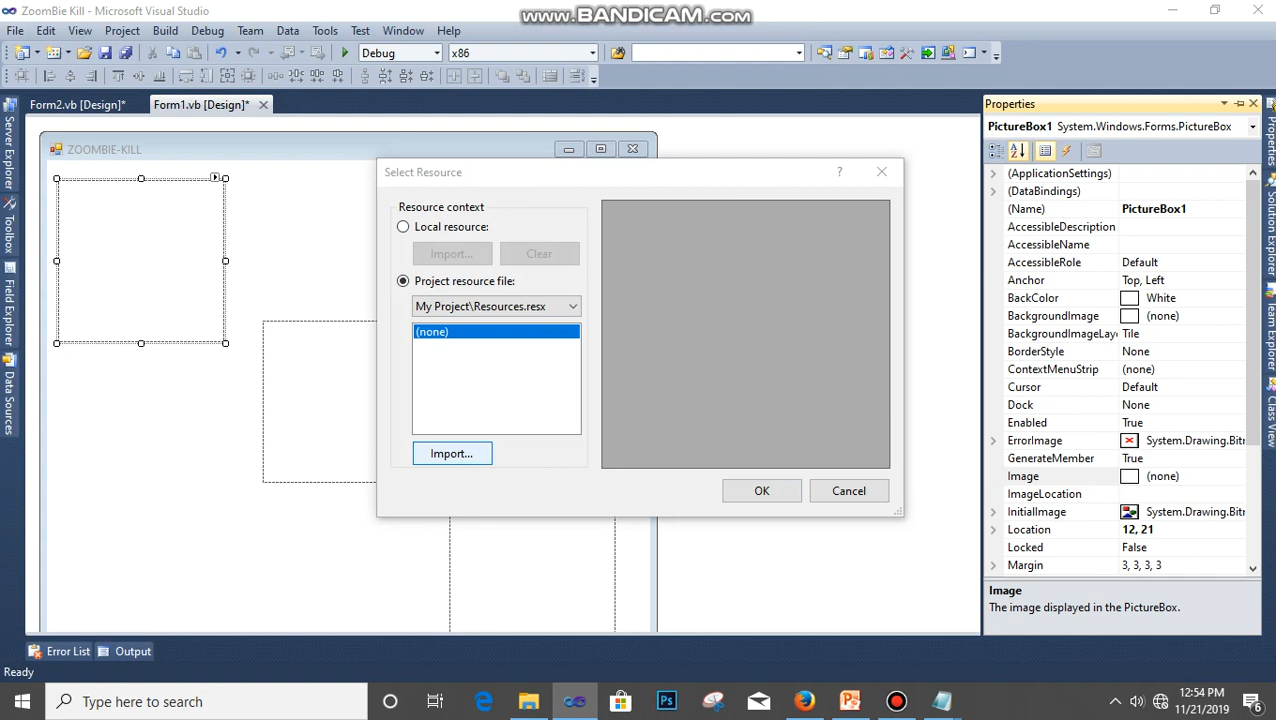 ZoomBie Kill - Microsoft Visual Studio
www.BANDICAM.com
File Edit View Project Build Debug Team Data Tools Test Window Help
Debug x86
Form2.vb [Design]* Form1.vb [Design]*
Server Explorer
Toolbox
Field Explorer
Data Sources
ZOOMBIE-KILL
Select Resource
?
Resource context
Local resource:
Import... Clear
Project resource file:
My Project\Resources.resx
(none)
Import...
OK Cancel
Properties
PictureBox1 System.Windows.Forms.PictureBox
(ApplicationSettings)
(DataBindings)
(Name) PictureBox1
AccessibleDescription
AccessibleName
AccessibleRole Default
Anchor Top, Left
BackColor White
BackgroundImage (none)
BackgroundImageLay Tile
BorderStyle None
ContextMenuStrip (none)
Cursor Default
Dock None
Enabled True
ErrorImage System.Drawing.Bitr
GenerateMember True
Image (none)
ImageLocation
InitialImage System.Drawing.Bitr
Location 12, 21
Locked False
Margin 3, 3, 3, 3
Image
The image displayed in the PictureBox.
Properties
Solution Explorer
Team Explorer
Class View
Error List Output
Ready
Type here to search
12:54 PM
11/21/2019
6